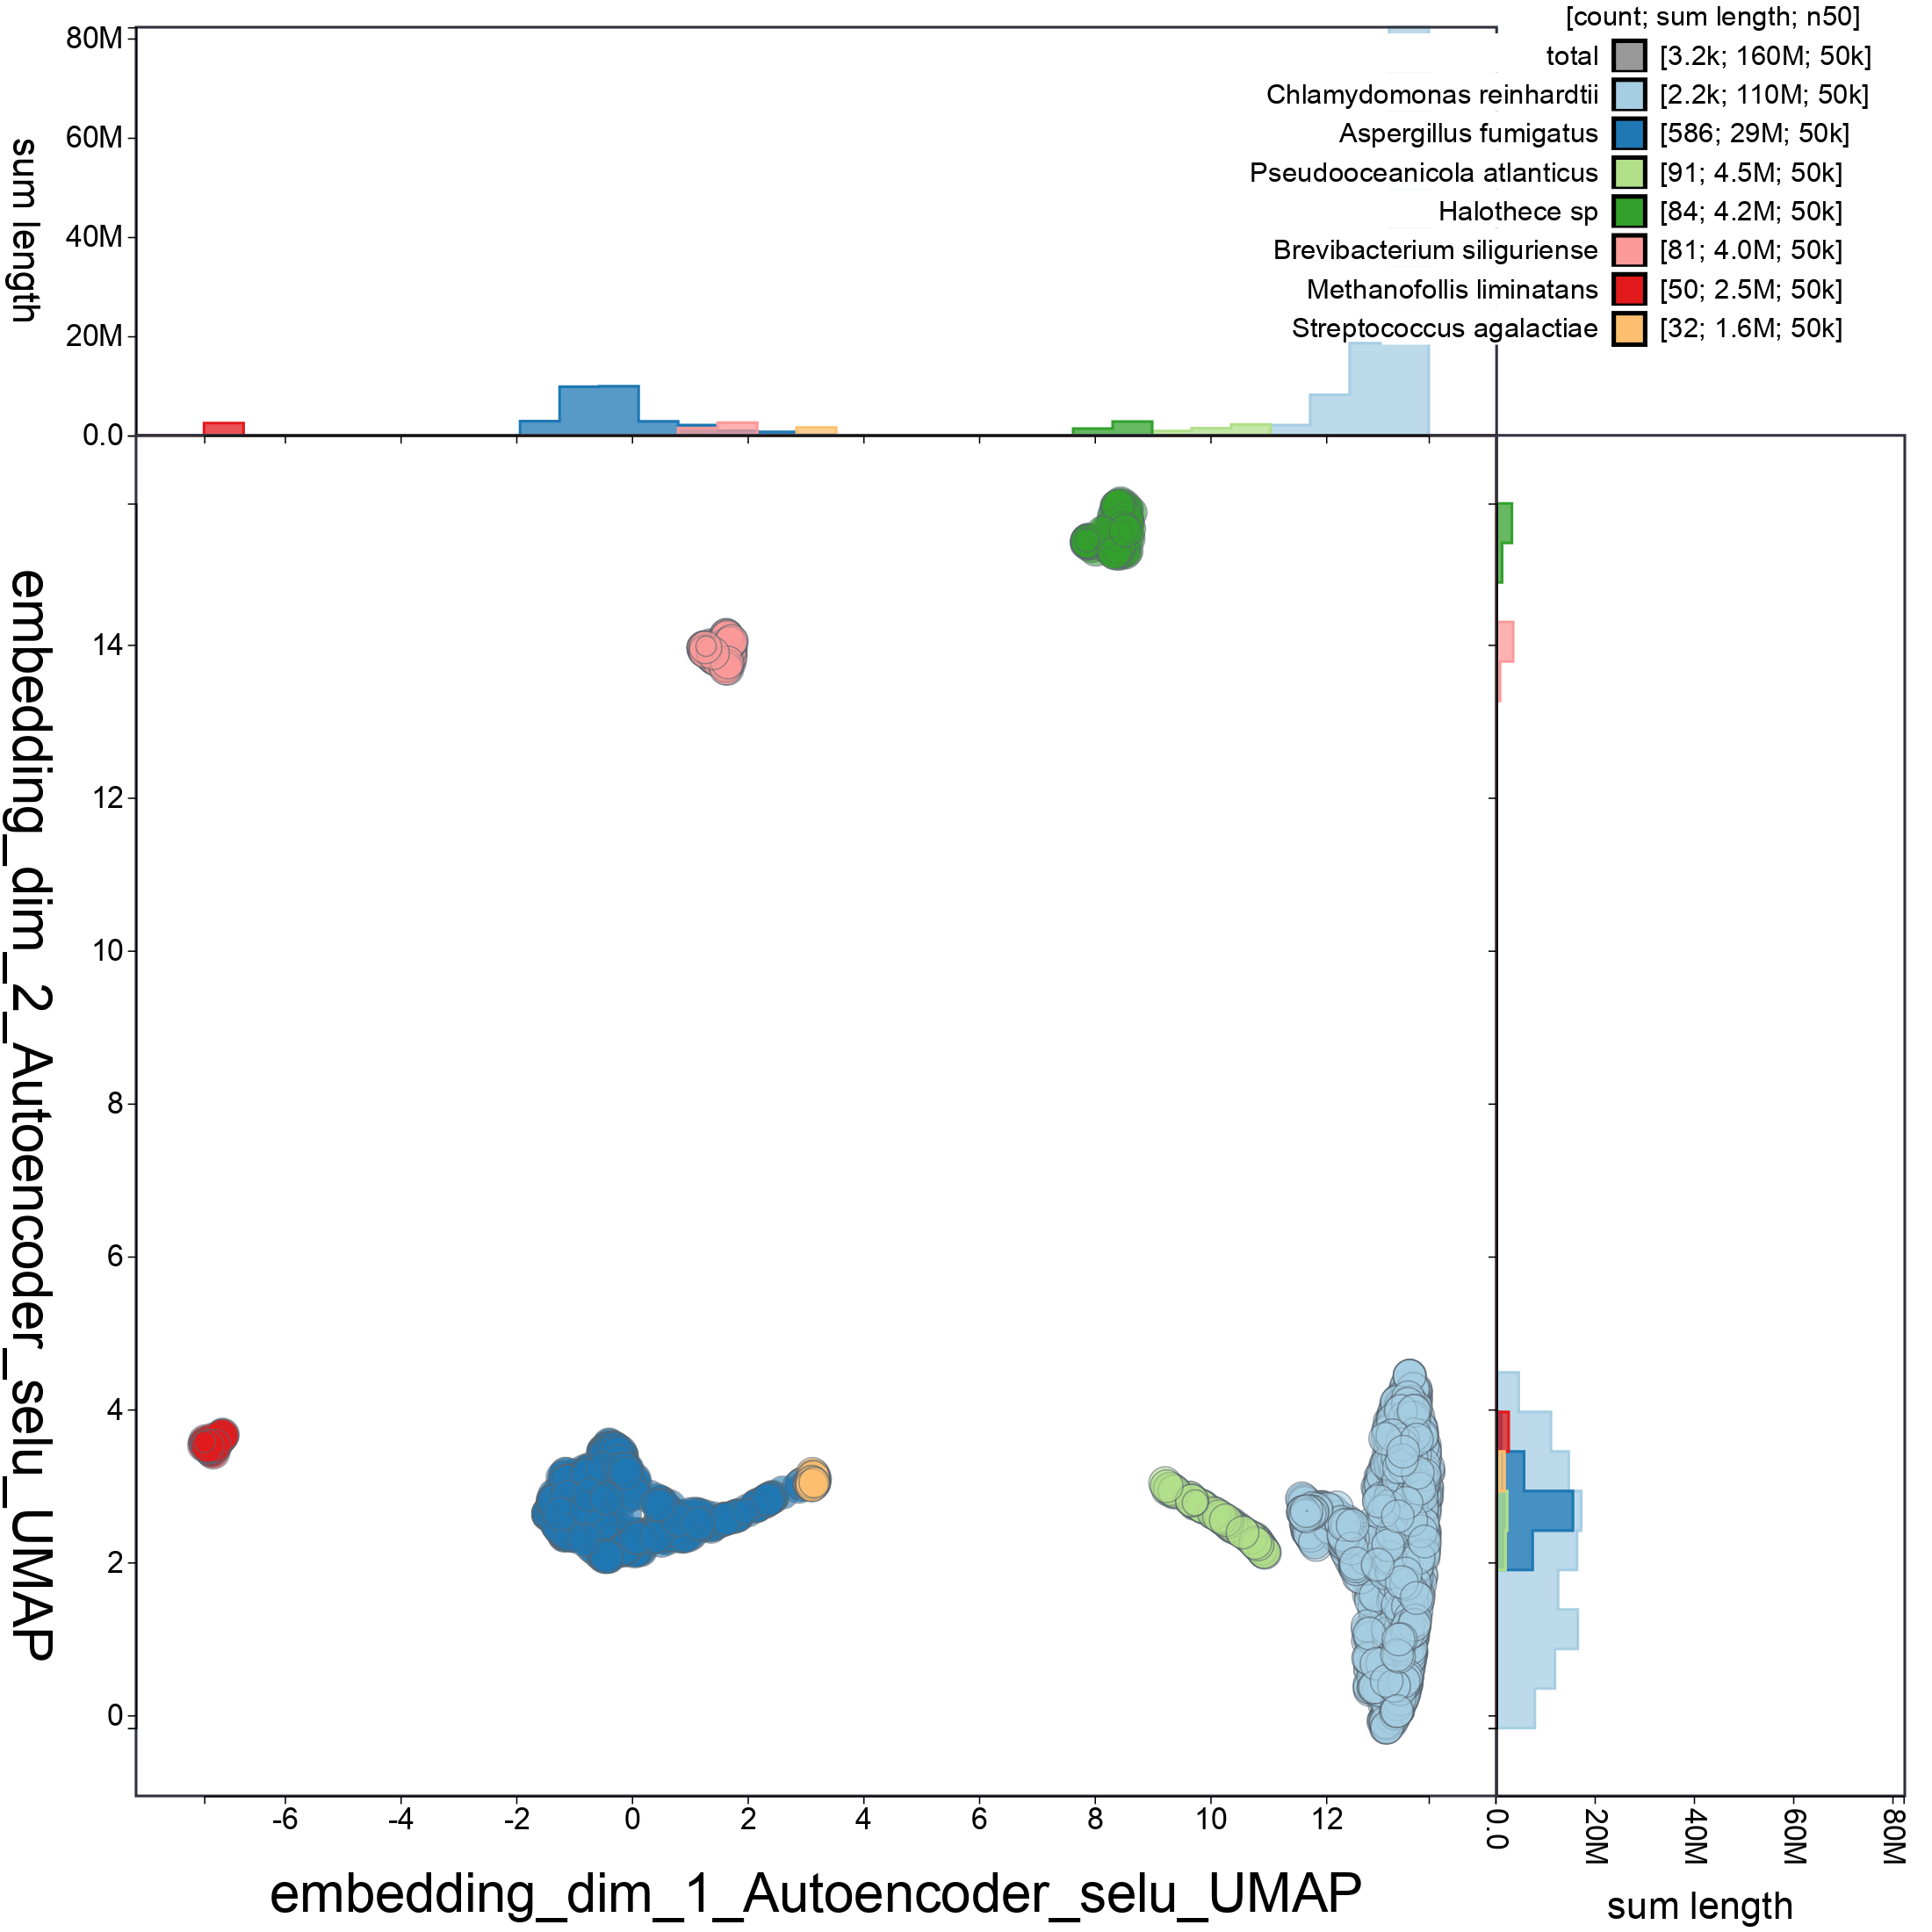 [count; sum length; n50]
total [3.2k; 160M; 50k]
Chlamydomonas reinhardtii [2.2k; 110M; 50k]
Aspergillus fumigatus [586; 29M; 50k]
Pseudooceanicola atlanticus [91; 4.5M; 50k]
Halothece sp [84; 4.2M; 50k]
Brevibacterium siliguriense [81; 4.0M; 50k]
Methanofollis liminatans [50; 2.5M; 50k]
Streptococcus agalactiae [32; 1.6M; 50k]
80M
60M
40M
20M
0.0
sum length
14
12
10
8
6
4
2
0
embedding_dim_2_Autoencoder_selu_UMAP
-6 -4 -2 0 2 4 6 8 10 12
embedding_dim_1_Autoencoder_selu_UMAP
0.0 20M 40M 60M 80M
sum length